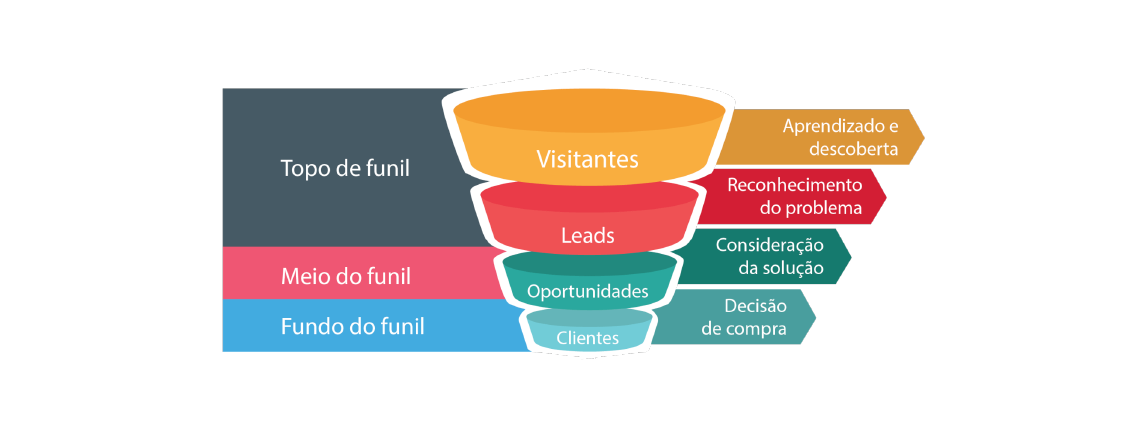 Topo de funil
Meio do funil
Fundo do funil
Visitantes
Leads
Oportunidades
Clientes
Aprendizado e
descoberta
Reconhecimento
do problema
Consideração
da solução
Decisão
de compra